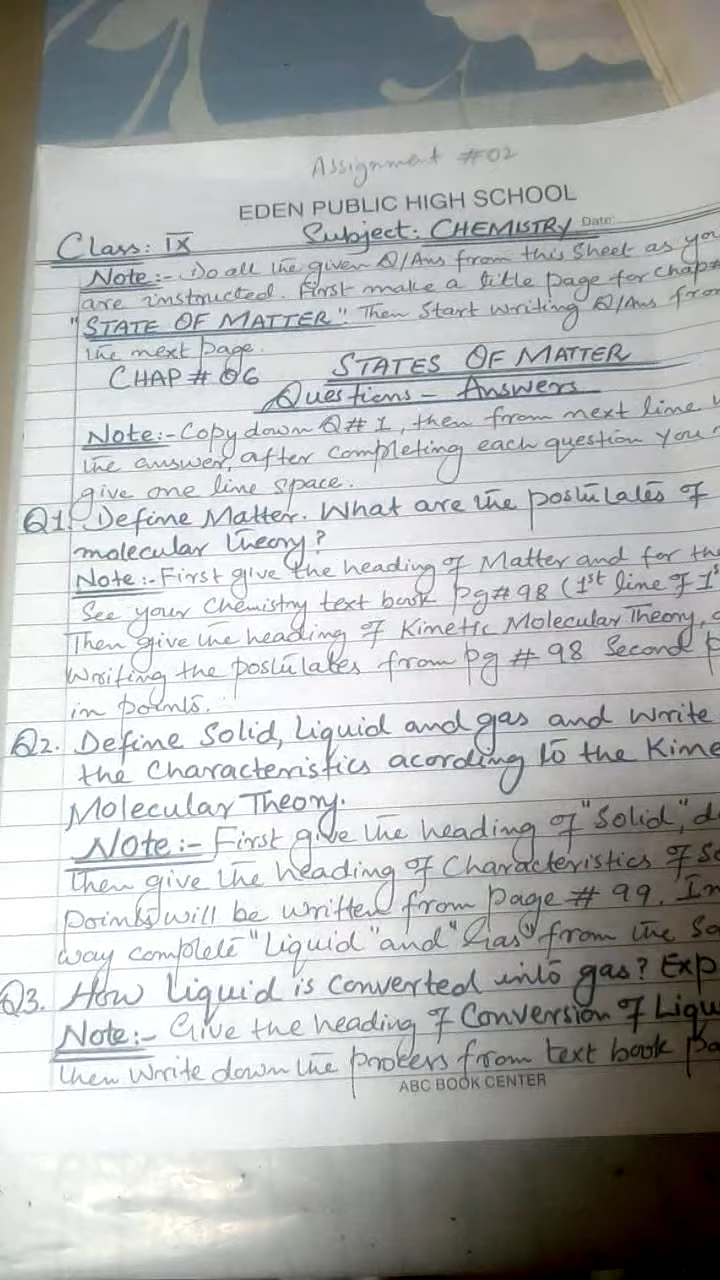 Assignment #02
EDEN PUBLIC HIGH SCHOOL
Class: IX Subject: CHEMISTRY Date:
Note:- Do all the given Q/Ans from this sheet as you
are instructed. First make a title page for chap#
"STATE OF MATTER". Then start writing Q/Ans from
the next page.
CHAP # 06 STATES OF MATTER
Questions - Answers
Note:- Copy down Q# 1, then from next line
the answer, after completing each question you
give one line space.
Q1. Define Matter. What are the postulates of
molecular theory?
Note:- First give the heading of Matter and for the
See your Chemistry text book pg# 98 (1st line of 1s
Then give the heading of Kinetic Molecular Theory,
Writing the postulates from pg # 98 Second p
in points.
Q2. Define Solid, Liquid and gas and write
the Characteristics acording to the Kine
Molecular Theory.
Note:- First give the heading of "Solid", d
Then give the heading of Characteristics of So
points will be written from page # 99. In
way complete "Liquid" and "Gas" from the Sa
Q3. How Liquid is converted into gas? Exp
Note:- Give the heading of Conversion of Liqu
then write down the process from text book pa
ABC BOOK CENTER